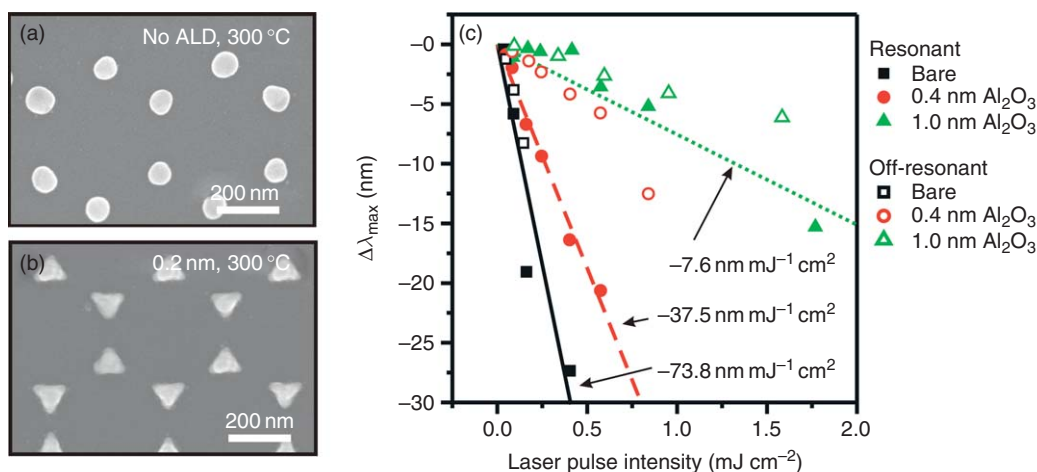 (a)
No ALD, 300 °C
200 nm
(b)
0.2 nm, 300 °C
200 nm
(c)
−0
−5
−10
−15
−20
−25
−30
Δλmax (nm)
−7.6 nm mJ−1 cm2
−37.5 nm mJ−1 cm2
−73.8 nm mJ−1 cm2
0.0 0.5 1.0 1.5 2.0
Laser pulse intensity (mJ cm−2)
Resonant
Bare
0.4 nm Al2O3
1.0 nm Al2O3
Off-resonant
Bare
0.4 nm Al2O3
1.0 nm Al2O3